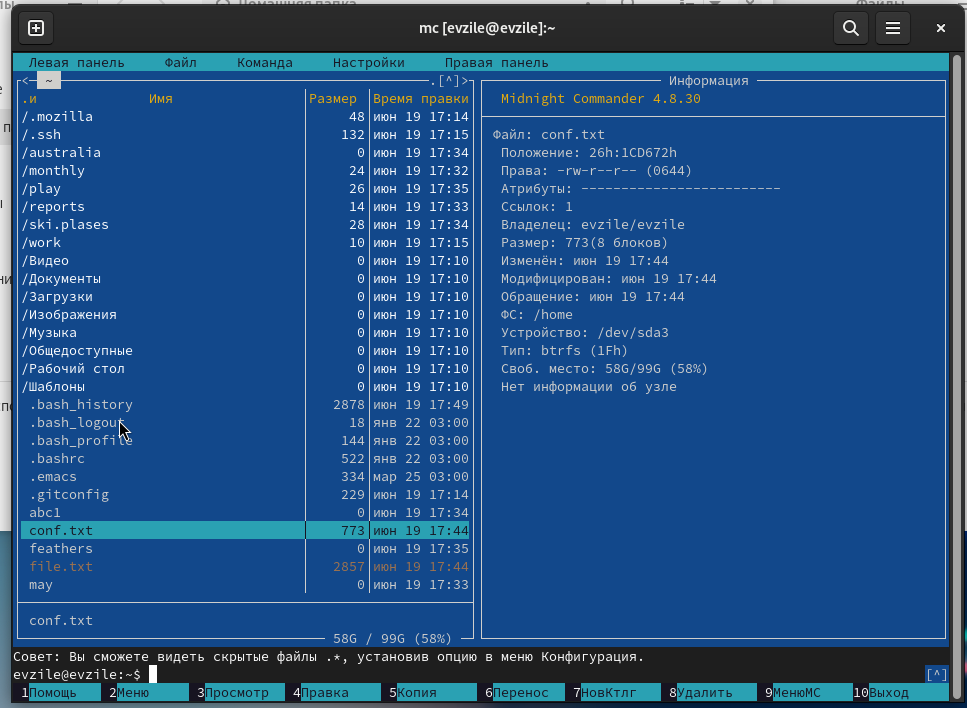 mc [evzile@evzile]:~
Левая панель Файл Команда Настройки Правая панель
<- ~ .[^]>
.и Имя Размер Время правки
/.mozilla 48 июн 19 17:14
/.ssh 132 июн 19 17:15
/australia 0 июн 19 17:34
/monthly 24 июн 19 17:32
/play 26 июн 19 17:35
/reports 14 июн 19 17:33
/ski.plases 28 июн 19 17:34
/work 10 июн 19 17:15
/Видео 0 июн 19 17:10
/Документы 0 июн 19 17:10
/Загрузки 0 июн 19 17:10
/Изображения 0 июн 19 17:10
/Музыка 0 июн 19 17:10
/Общедоступные 0 июн 19 17:10
/Рабочий стол 0 июн 19 17:10
/Шаблоны 0 июн 19 17:10
.bash_history 2878 июн 19 17:49
.bash_logout 18 янв 22 03:00
.bash_profile 144 янв 22 03:00
.bashrc 522 янв 22 03:00
.emacs 334 мар 25 03:00
.gitconfig 229 июн 19 17:14
abc1 0 июн 19 17:34
conf.txt 773 июн 19 17:44
feathers 0 июн 19 17:35
file.txt 2857 июн 19 17:44
may 0 июн 19 17:33
conf.txt
58G / 99G (58%)
Информация
Midnight Commander 4.8.30
Файл: conf.txt
Положение: 26h:1CD672h
Права: -rw-r--r-- (0644)
Атрибуты: -------------------------
Ссылок: 1
Владелец: evzile/evzile
Размер: 773(8 блоков)
Изменён: июн 19 17:44
Модифицирован: июн 19 17:44
Обращение: июн 19 17:44
ФС: /home
Устройство: /dev/sda3
Тип: btrfs (1Fh)
Своб. место: 58G/99G (58%)
Нет информации об узле
Совет: Вы сможете видеть скрытые файлы .*, установив опцию в меню Конфигурация.
evzile@evzile:~$ [^]
1Помощь 2Меню 3Просмотр 4Правка 5Копия 6Перенос 7НовКтлг 8Удалить 9МенюМС 10Выход